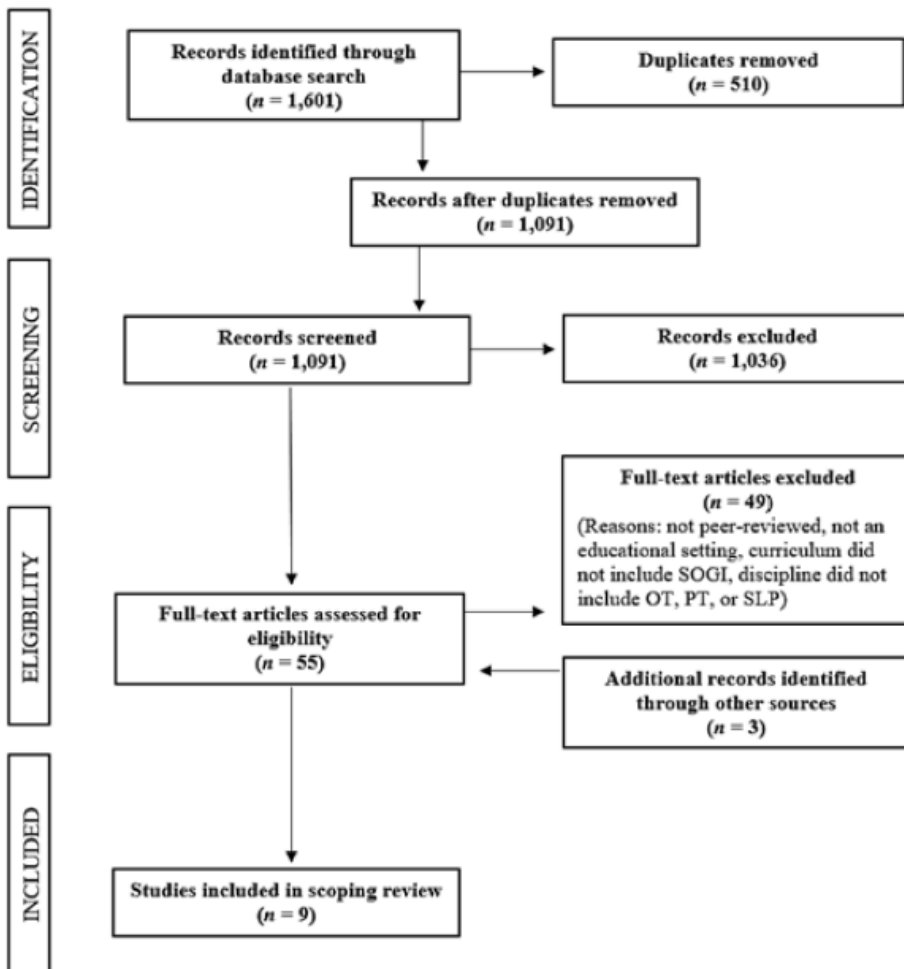 IDENTIFICATION
Records identified through
database search
(n = 1,601)
Duplicates removed
(n = 510)
Records after duplicates removed
(n = 1,091)
SCREENING
Records screened
(n = 1,091)
Records excluded
(n = 1,036)
ELIGIBILITY
Full-text articles excluded
(n = 49)
(Reasons: not peer-reviewed, not an
educational setting, curriculum did
not include SOGI, discipline did not
include OT, PT, or SLP)
Full-text articles assessed for
eligibility
(n = 55)
Additional records identified
through other sources
(n = 3)
INCLUDED
Studies included in scoping review
(n = 9)